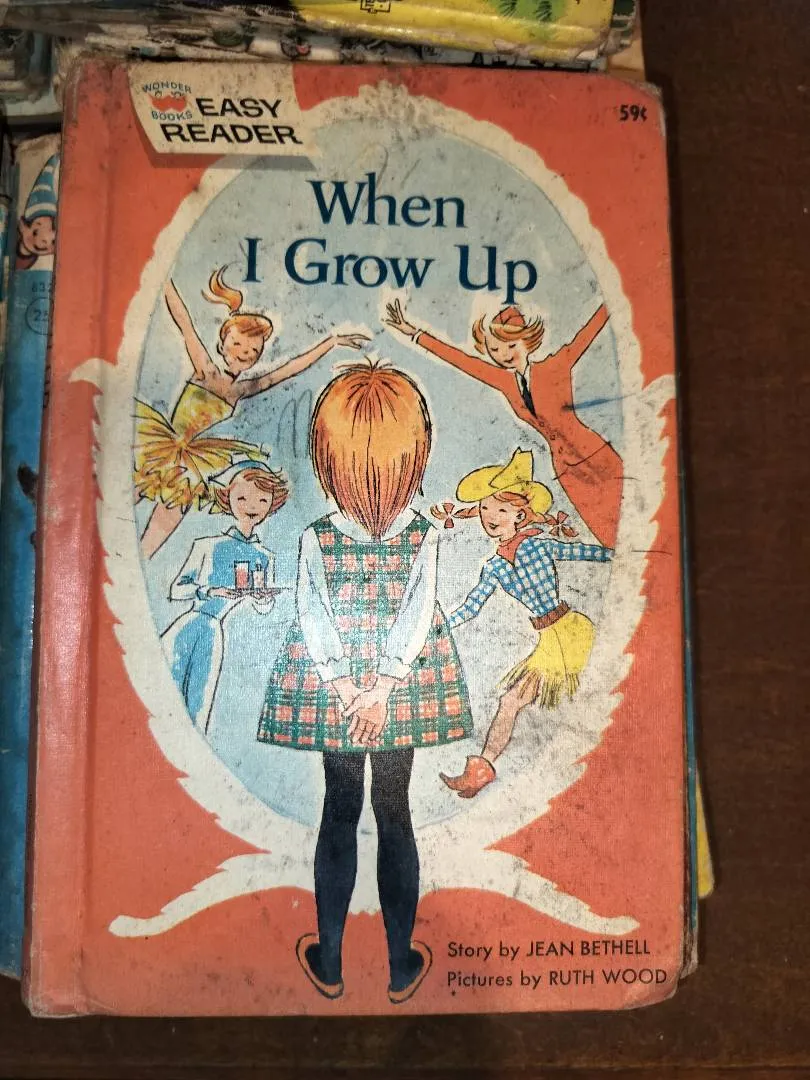 WONDER
BOOKS
EASY
READER
59¢
When
I Grow Up
Story by JEAN BETHELL
Pictures by RUTH WOOD